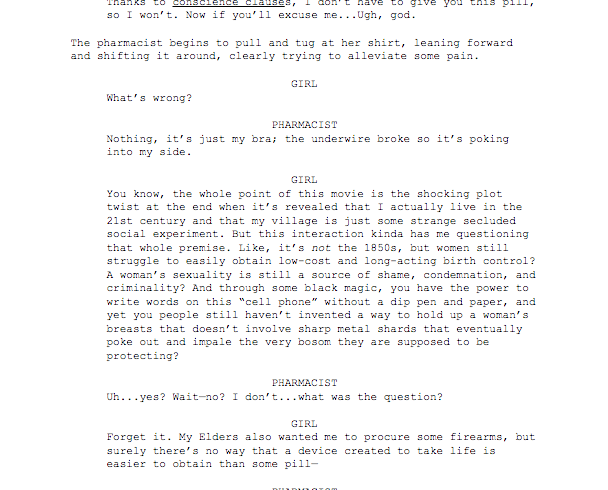 Thanks to conscience clauses, I don't have to give you this pill,
so I won't. Now if you'll excuse me...Ugh, god.
The pharmacist begins to pull and tug at her shirt, leaning forward
and shifting it around, clearly trying to alleviate some pain.
GIRL
What's wrong?
PHARMACIST
Nothing, it's just my bra; the underwire broke so it's poking
into my side.
GIRL
You know, the whole point of this movie is the shocking plot
twist at the end when it's revealed that I actually live in the
21st century and that my village is just some strange secluded
social experiment. But this interaction kinda has me questioning
that whole premise. Like, it's not the 1850s, but women still
struggle to easily obtain low-cost and long-acting birth control?
A woman's sexuality is still a source of shame, condemnation, and
criminality? And through some black magic, you have the power to
write words on this "cell phone" without a dip pen and paper, and
yet you people still haven't invented a way to hold up a woman's
breasts that doesn't involve sharp metal shards that eventually
poke out and impale the very bosom they are supposed to be
protecting?
PHARMACIST
Uh...yes? Wait—no? I don't...what was the question?
GIRL
Forget it. My Elders also wanted me to procure some firearms, but
surely there's no way that a device created to take life is
easier to obtain than some pill—
PHARMACIST